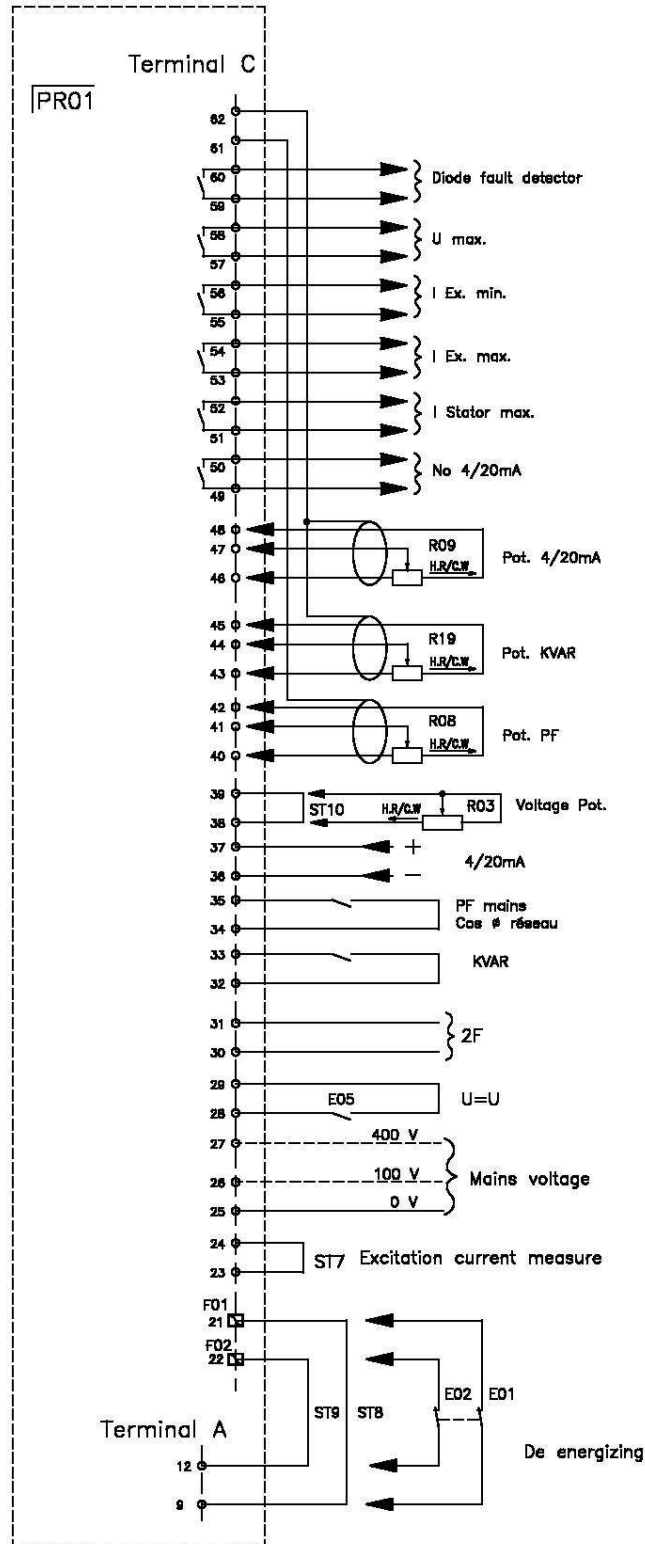 Terminal C
PR01
62
61
60
Diode fault detector
59
58
U max.
57
56
I Ex. min.
55
54
I Ex. max.
53
52
I Stator max.
51
50
No 4/20mA
49
48
47
R09
H.R/C.W
Pot. 4/20mA
46
45
44
R19
H.R/C.W
Pot. KVAR
43
42
41
R08
H.R/C.W
Pot. PF
40
39
ST10
H.R/C.W
R03
Voltage Pot.
38
37
+
4/20mA
36
−
35
PF mains
Cos ø réseau
34
33
KVAR
32
31
2F
30
29
E05
U=U
28
27
400 V
26
100 V
Mains voltage
25
0 V
24
ST7
Excitation current measure
23
F01
21
F02
22
E02
E01
ST9
ST8
Terminal A
De energizing
12
9